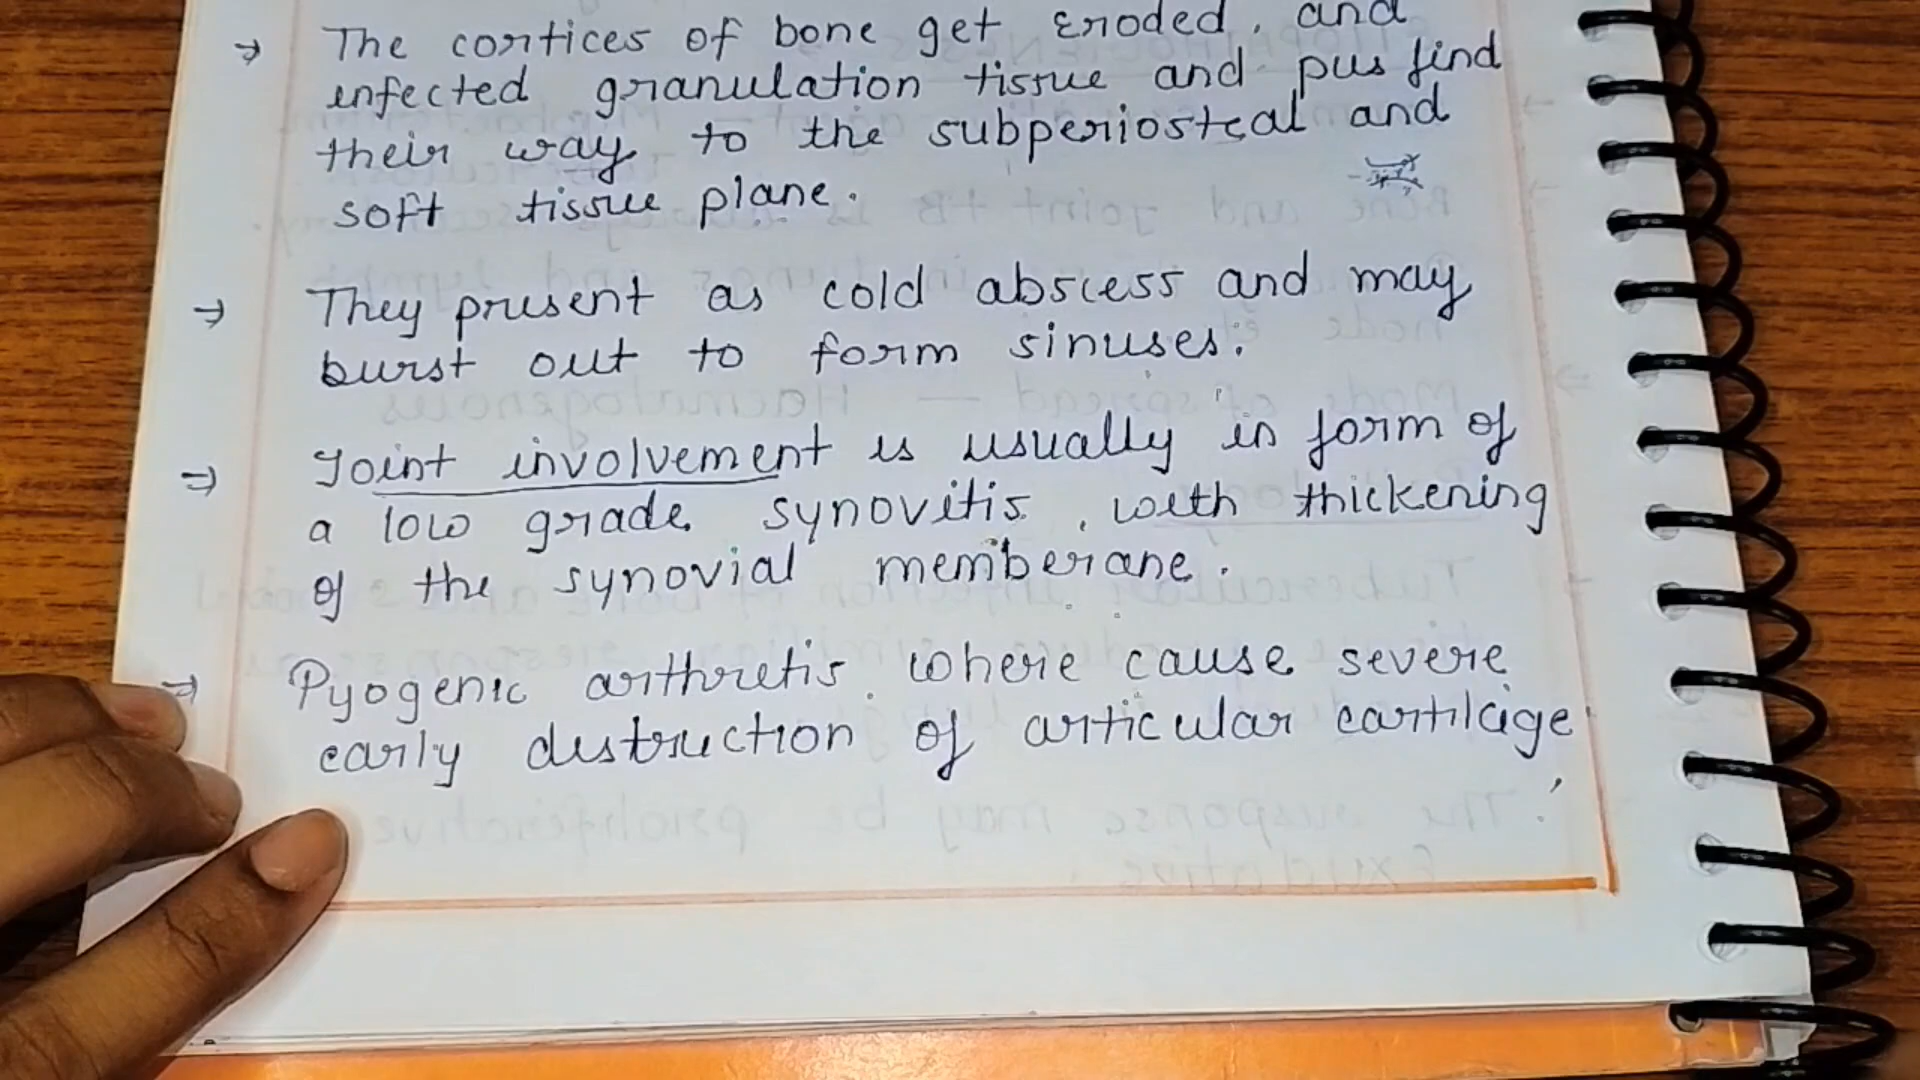 → The cortices of bone get eroded, and
infected granulation tissue and pus find
their way to the subperiosteal and
soft tissue plane.
→ They present as cold abscess and may
burst out to form sinuses.
→ Joint involvement is usually in form of
a low grade synovitis, with thickening
of the synovial memberane.
→ Pyogenic arthretis where cause severe
early distruction of articular cartilage.